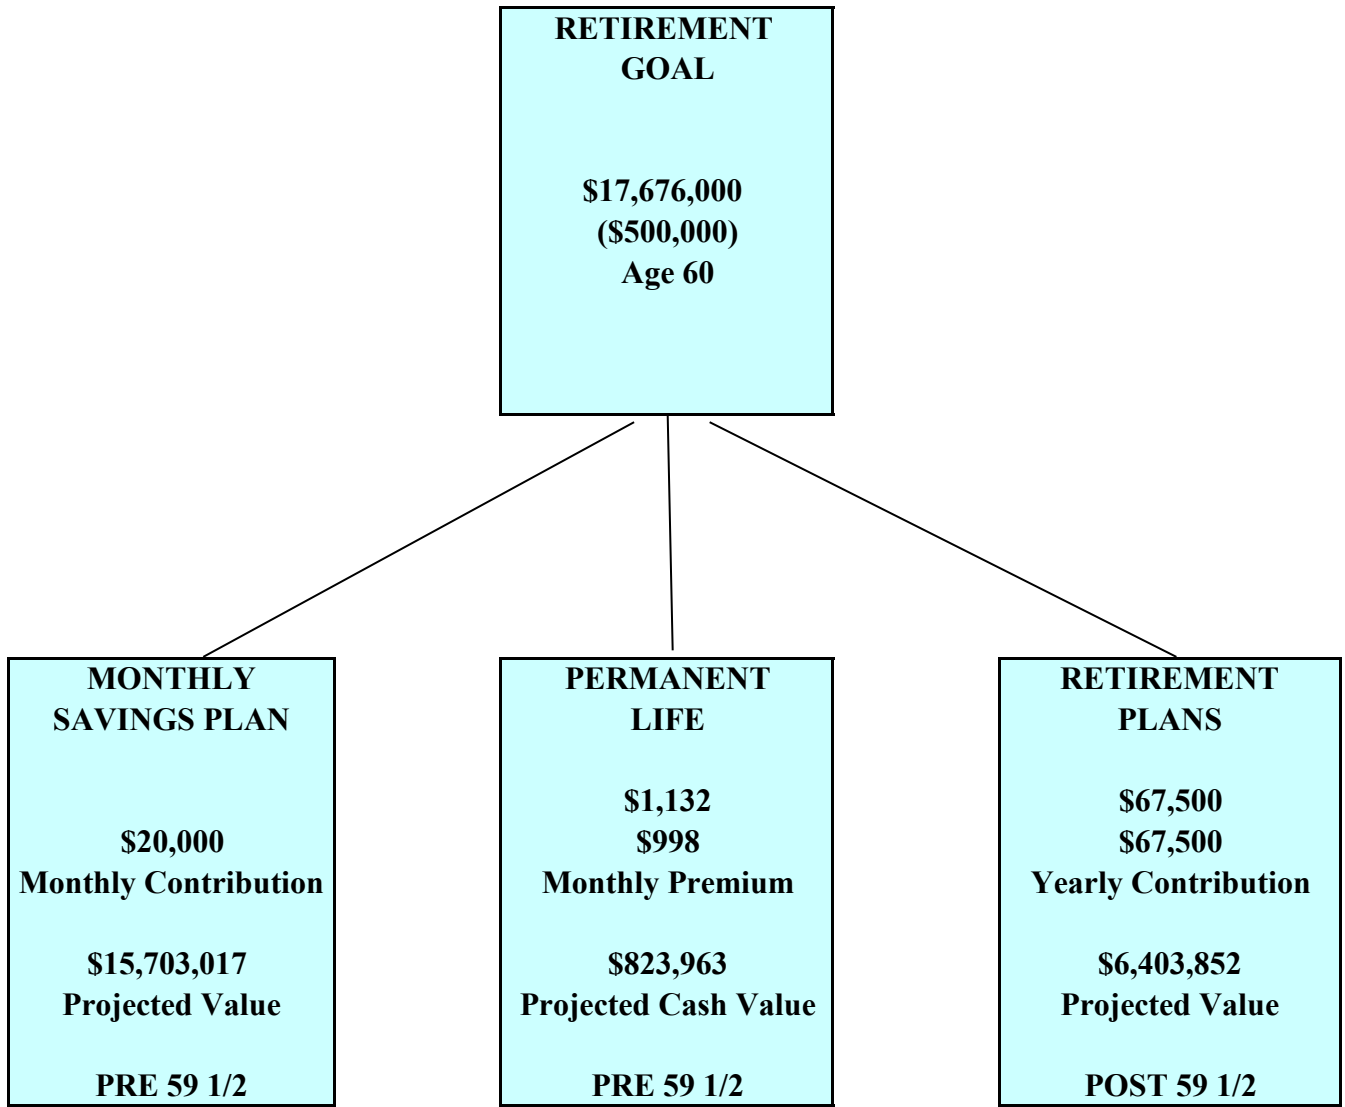 RETIREMENT
GOAL
$17,676,000
($500,000)
Age 60
MONTHLY
SAVINGS PLAN
$20,000
Monthly Contribution
$15,703,017
Projected Value
PRE 59 1/2
PERMANENT
LIFE
$1,132
$998
Monthly Premium
$823,963
Projected Cash Value
PRE 59 1/2
RETIREMENT
PLANS
$67,500
$67,500
Yearly Contribution
$6,403,852
Projected Value
POST 59 1/2